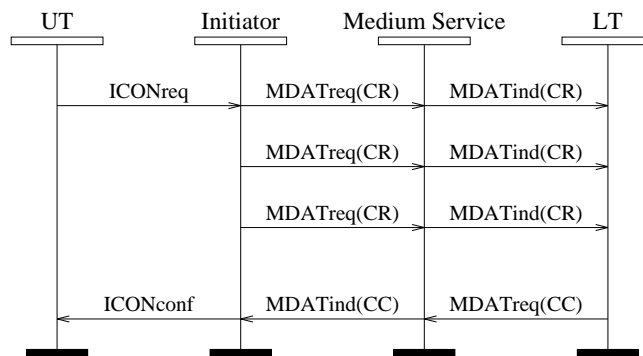 UT Initiator Medium Service LT
ICONreq MDATreq(CR) MDATind(CR)
MDATreq(CR) MDATind(CR)
MDATreq(CR) MDATind(CR)
ICONconf MDATind(CC) MDATreq(CC)